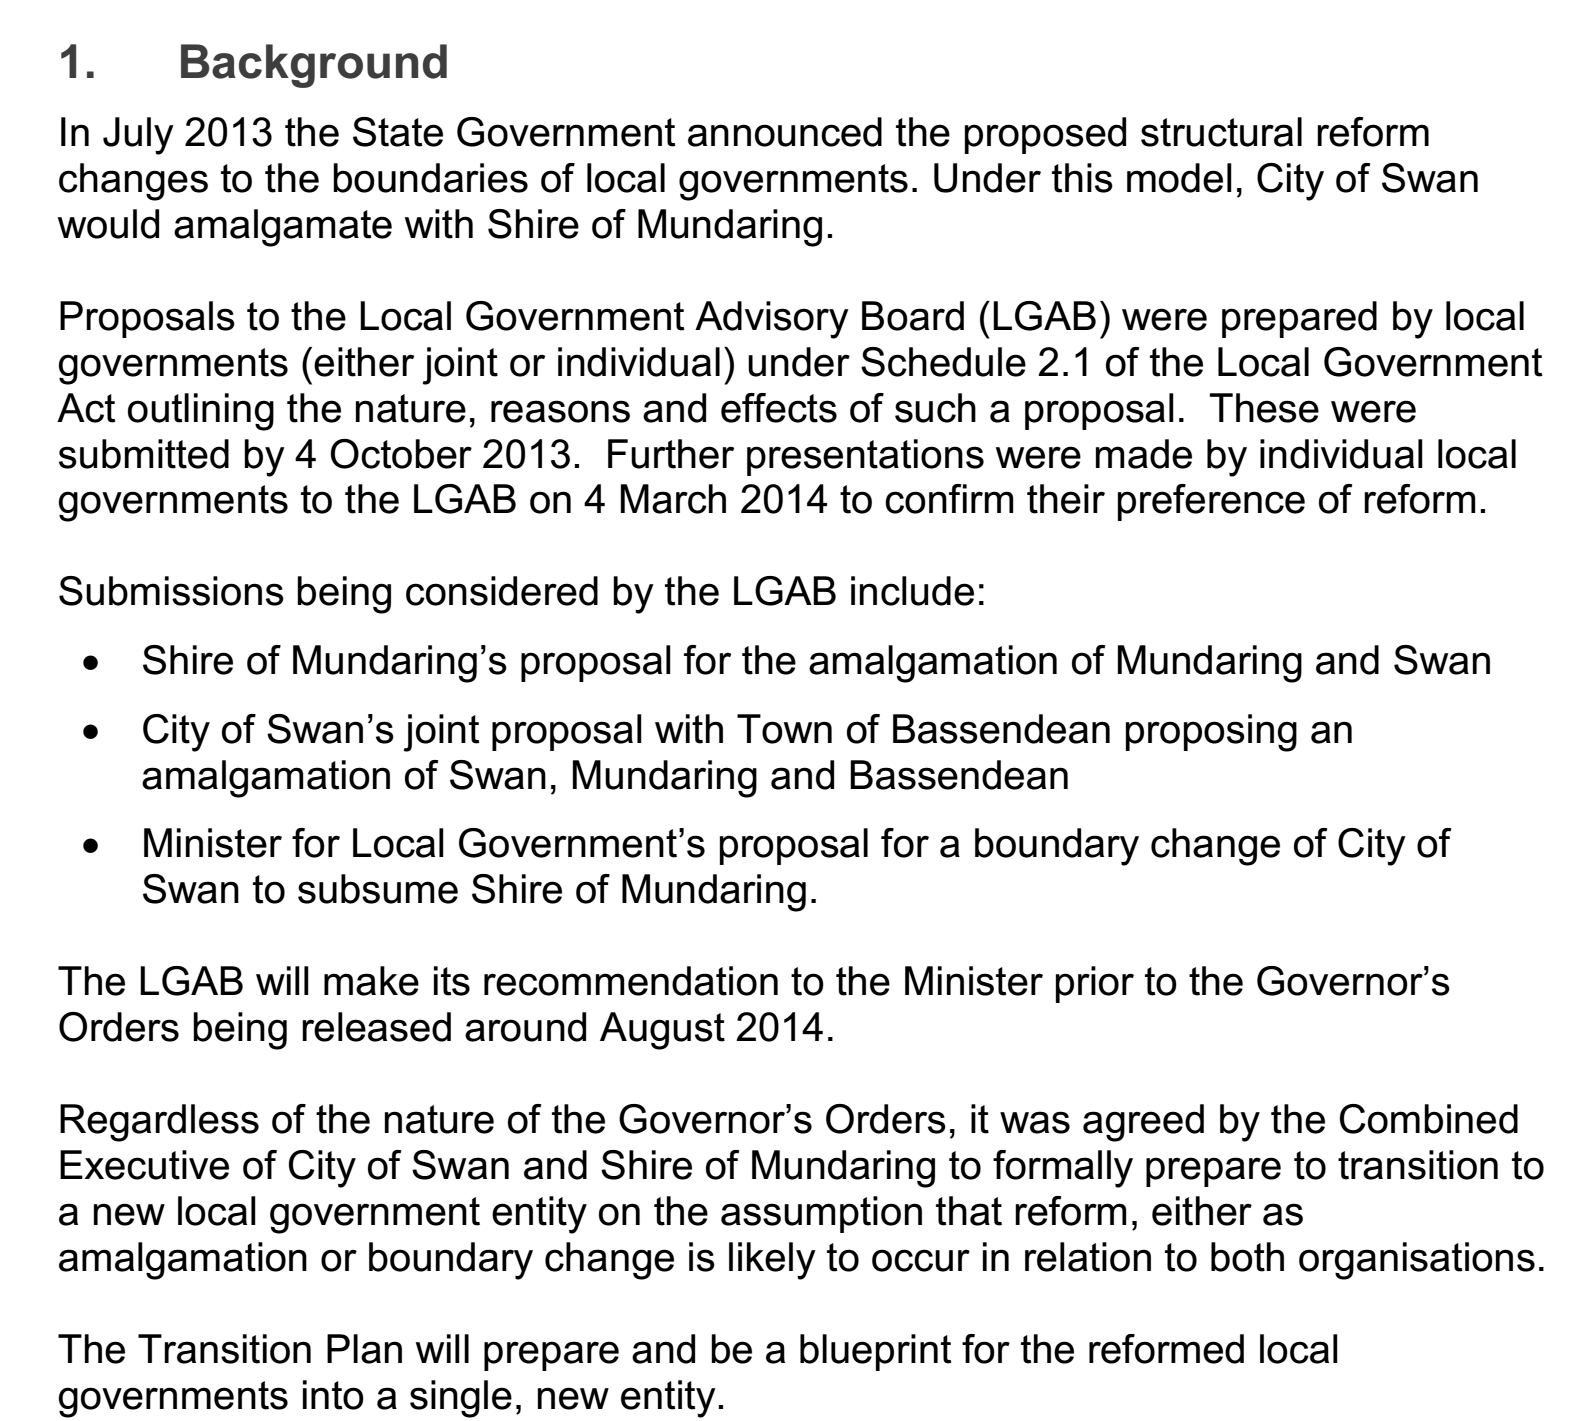 1. Background
In July 2013 the State Government announced the proposed structural reform
changes to the boundaries of local governments. Under this model, City of Swan
would amalgamate with Shire of Mundaring.
Proposals to the Local Government Advisory Board (LGAB) were prepared by local
governments (either joint or individual) under Schedule 2.1 of the Local Government
Act outlining the nature, reasons and effects of such a proposal.  These were
submitted by 4 October 2013.  Further presentations were made by individual local
governments to the LGAB on 4 March 2014 to confirm their preference of reform.
Submissions being considered by the LGAB include:
• Shire of Mundaring’s proposal for the amalgamation of Mundaring and Swan
• City of Swan’s joint proposal with Town of Bassendean proposing an
amalgamation of Swan, Mundaring and Bassendean
• Minister for Local Government’s proposal for a boundary change of City of
Swan to subsume Shire of Mundaring.
The LGAB will make its recommendation to the Minister prior to the Governor’s
Orders being released around August 2014.
Regardless of the nature of the Governor’s Orders, it was agreed by the Combined
Executive of City of Swan and Shire of Mundaring to formally prepare to transition to
a new local government entity on the assumption that reform, either as
amalgamation or boundary change is likely to occur in relation to both organisations.
The Transition Plan will prepare and be a blueprint for the reformed local
governments into a single, new entity.